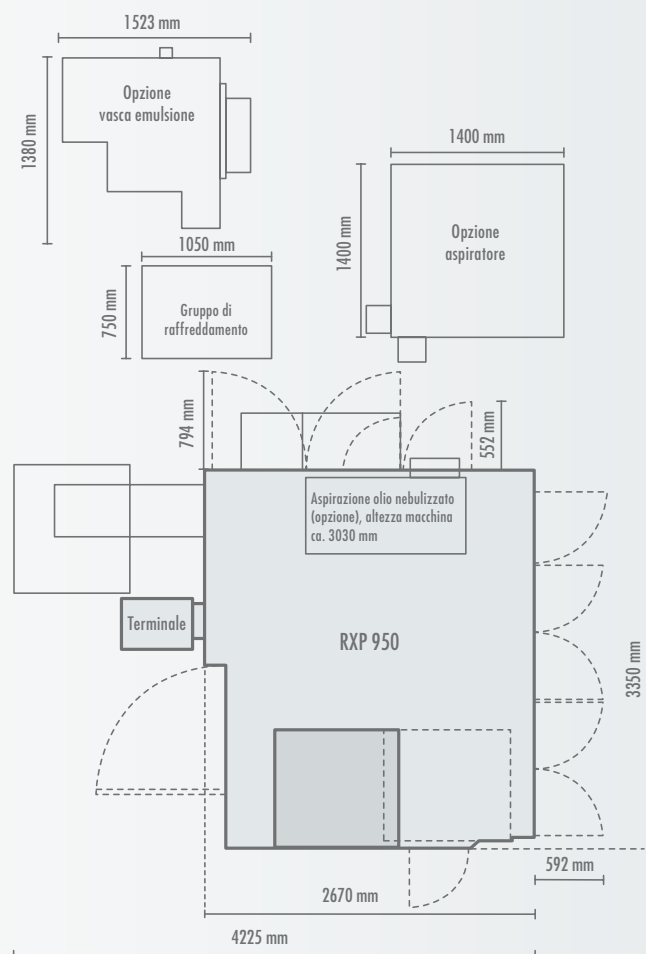 1523 mm
Opzione
vasca emulsione
1380 mm
1400 mm
Opzione
aspiratore
1400 mm
1050 mm
Gruppo di
raffreddamento
750 mm
794 mm
552 mm
Aspirazione olio nebulizzato
(opzione), altezza macchina
ca. 3030 mm
Terminale
RXP 950
3350 mm
592 mm
2670 mm
4225 mm